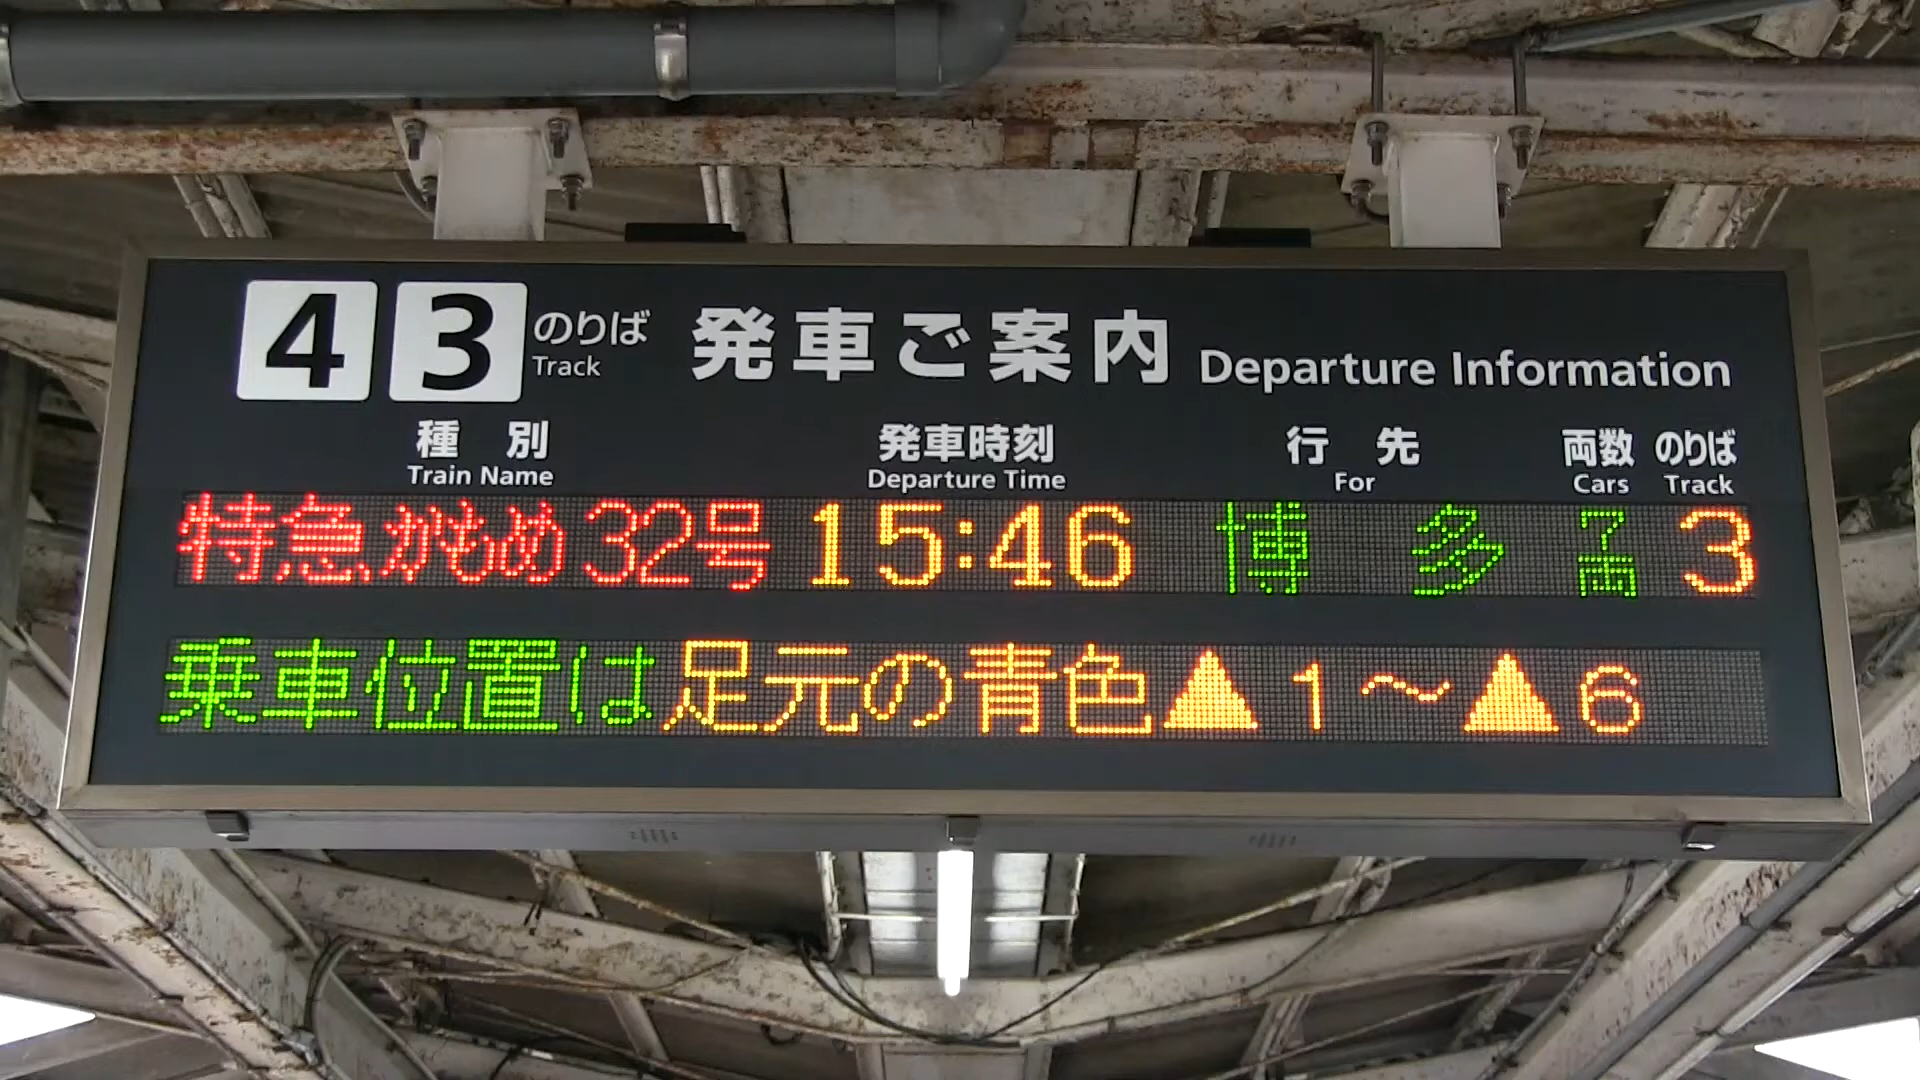 4 3 のりば 発車ご案内 Departure Information
Track
種別 発車時刻 行先 両数 のりば
Train Name Departure Time For Cars Track
特急かもめ32号 15:46 博多 7両 3
乗車位置は足元の青色▲1～▲6